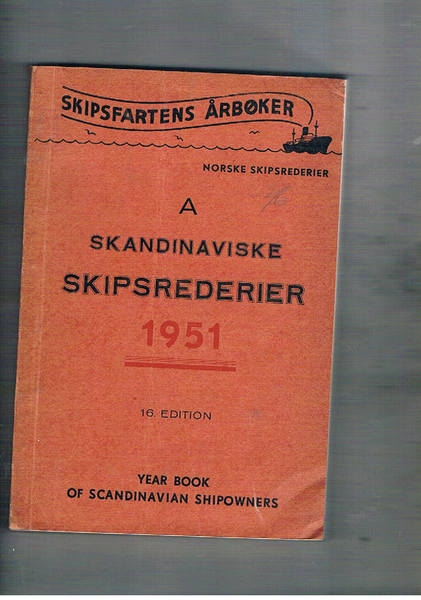 SKIPSFARTENS ÅRBØKER
NORSKE SKIPSREDERIER
A
SKANDINAVISKE
SKIPSREDERIER
1951
16. EDITION
YEAR BOOK
OF SCANDINAVIAN SHIPOWNERS